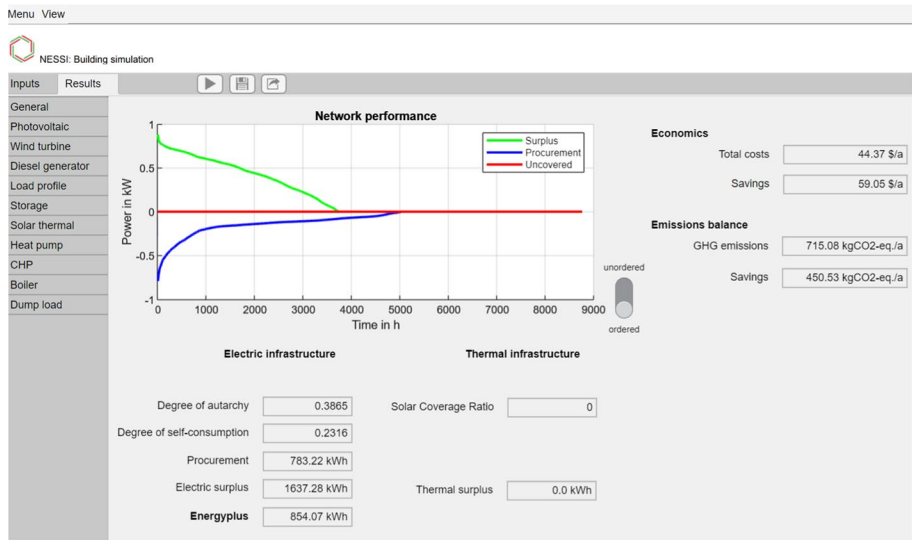 Menu View
NESSI: Building simulation
Inputs Results
General
Photovoltaic
Wind turbine
Diesel generator
Load profile
Storage
Solar thermal
Heat pump
CHP
Boiler
Dump load
Network performance
Surplus
Procurement
Uncovered
Power in kW
1
0.5
0
-0.5
-1
0 1000 2000 3000 4000 5000 6000 7000 8000 9000
Time in h
unordered
ordered
Economics
Total costs 44.37 $/a
Savings 59.05 $/a
Emissions balance
GHG emissions 715.08 kgCO2-eq./a
Savings 450.53 kgCO2-eq./a
Electric infrastructure
Degree of autarchy 0.3865
Degree of self-consumption 0.2316
Procurement 783.22 kWh
Electric surplus 1637.28 kWh
Energyplus 854.07 kWh
Thermal infrastructure
Solar Coverage Ratio 0
Thermal surplus 0.0 kWh